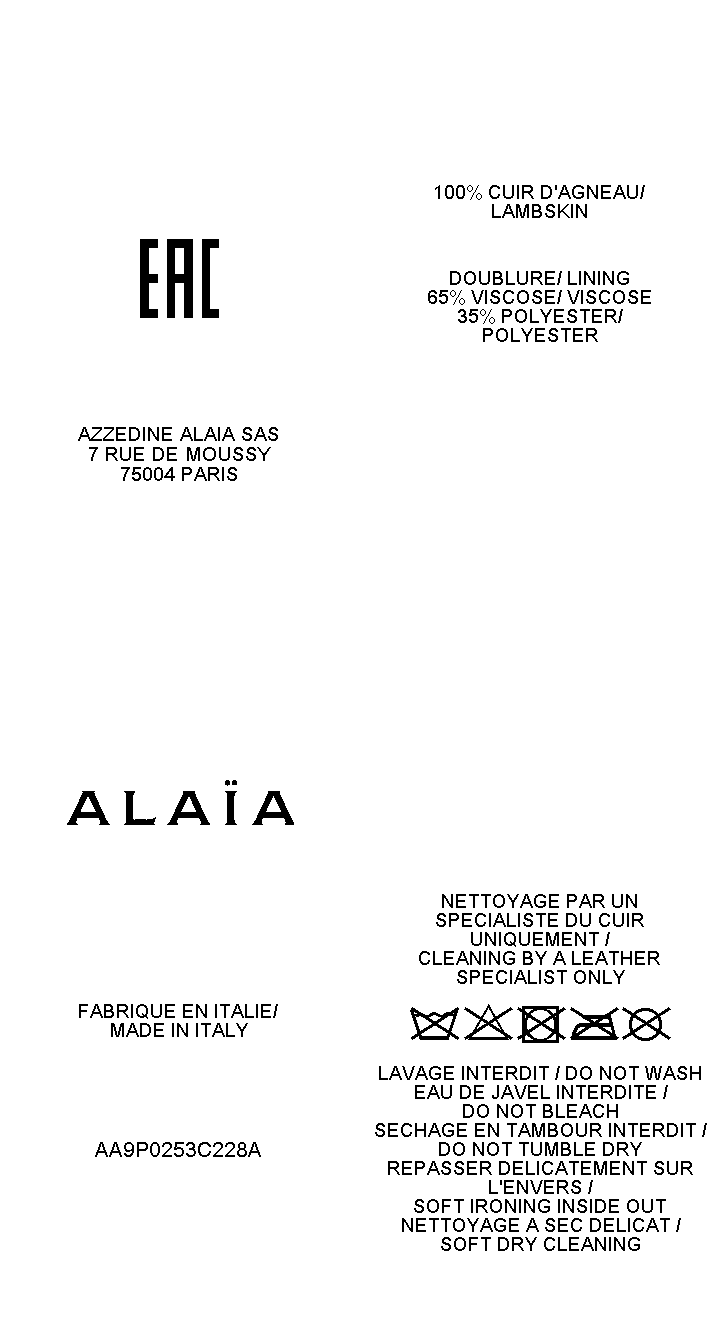 EAC
AZZEDINE ALAIA SAS
7 RUE DE MOUSSY
75004 PARIS
100% CUIR D'AGNEAU/
LAMBSKIN
DOUBLURE/ LINING
65% VISCOSE/ VISCOSE
35% POLYESTER/
POLYESTER
ALAÏA
FABRIQUE EN ITALIE/
MADE IN ITALY
AA9P0253C228A
NETTOYAGE PAR UN
SPECIALISTE DU CUIR
UNIQUEMENT /
CLEANING BY A LEATHER
SPECIALIST ONLY
LAVAGE INTERDIT / DO NOT WASH
EAU DE JAVEL INTERDITE /
DO NOT BLEACH
SECHAGE EN TAMBOUR INTERDIT /
DO NOT TUMBLE DRY
REPASSER DELICATEMENT SUR
L'ENVERS /
SOFT IRONING INSIDE OUT
NETTOYAGE A SEC DELICAT /
SOFT DRY CLEANING